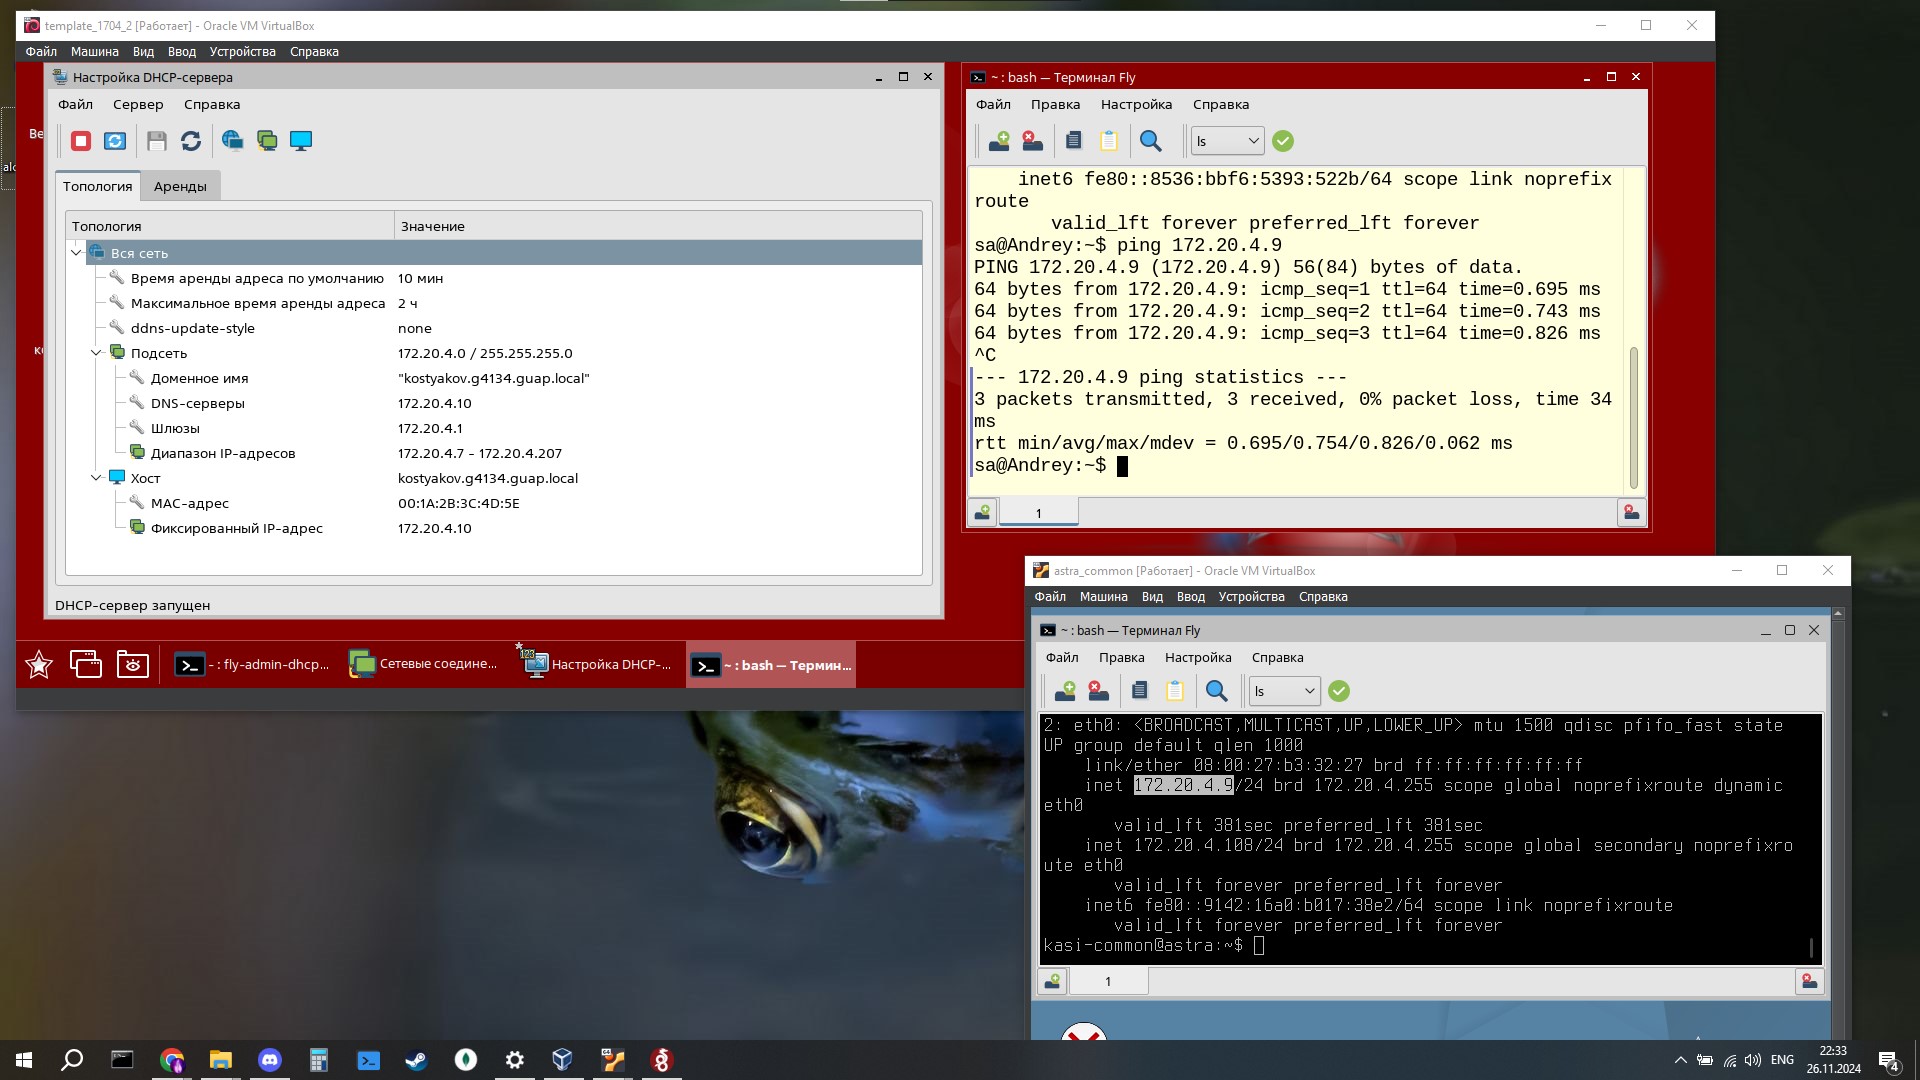 template_1704_2 [Работает] - Oracle VM VirtualBox
Файл Машина Вид Ввод Устройства Справка
Настройка DHCP-сервера
Файл Сервер Справка
Топология Аренды
Топология Значение
Вся сеть
Время аренды адреса по умолчанию 10 мин
Максимальное время аренды адреса 2 ч
ddns-update-style none
Подсеть 172.20.4.0 / 255.255.255.0
Доменное имя "kostyakov.g4134.guap.local"
DNS-серверы 172.20.4.10
Шлюзы 172.20.4.1
Диапазон IP-адресов 172.20.4.7 - 172.20.4.207
Хост kostyakov.g4134.guap.local
MAC-адрес 00:1A:2B:3C:4D:5E
Фиксированный IP-адрес 172.20.4.10
DHCP-сервер запущен
~ : bash — Терминал Fly
Файл Правка Настройка Справка
ls
inet6 fe80::8536:bbf6:5393:522b/64 scope link noprefix
route
valid_lft forever preferred_lft forever
sa@Andrey:~$ ping 172.20.4.9
PING 172.20.4.9 (172.20.4.9) 56(84) bytes of data.
64 bytes from 172.20.4.9: icmp_seq=1 ttl=64 time=0.695 ms
64 bytes from 172.20.4.9: icmp_seq=2 ttl=64 time=0.743 ms
64 bytes from 172.20.4.9: icmp_seq=3 ttl=64 time=0.826 ms
^C
--- 172.20.4.9 ping statistics ---
3 packets transmitted, 3 received, 0% packet loss, time 34
ms
rtt min/avg/max/mdev = 0.695/0.754/0.826/0.062 ms
sa@Andrey:~$
1
- : fly-admin-dhcp... Сетевые соедине... Настройка DHCP-... ~ : bash — Термин...
astra_common [Работает] - Oracle VM VirtualBox
Файл Машина Вид Ввод Устройства Справка
~ : bash — Терминал Fly
Файл Правка Настройка Справка
ls
2: eth0: <BROADCAST,MULTICAST,UP,LOWER_UP> mtu 1500 qdisc pfifo_fast state
UP group default qlen 1000
link/ether 08:00:27:b3:32:27 brd ff:ff:ff:ff:ff:ff
inet 172.20.4.9/24 brd 172.20.4.255 scope global noprefixroute dynamic
eth0
valid_lft 381sec preferred_lft 381sec
inet 172.20.4.108/24 brd 172.20.4.255 scope global secondary noprefixro
ute eth0
valid_lft forever preferred_lft forever
inet6 fe80::9142:16a0:b017:38e2/64 scope link noprefixroute
valid_lft forever preferred_lft forever
kasi-common@astra:~$
1
ENG
22:33
26.11.2024
4